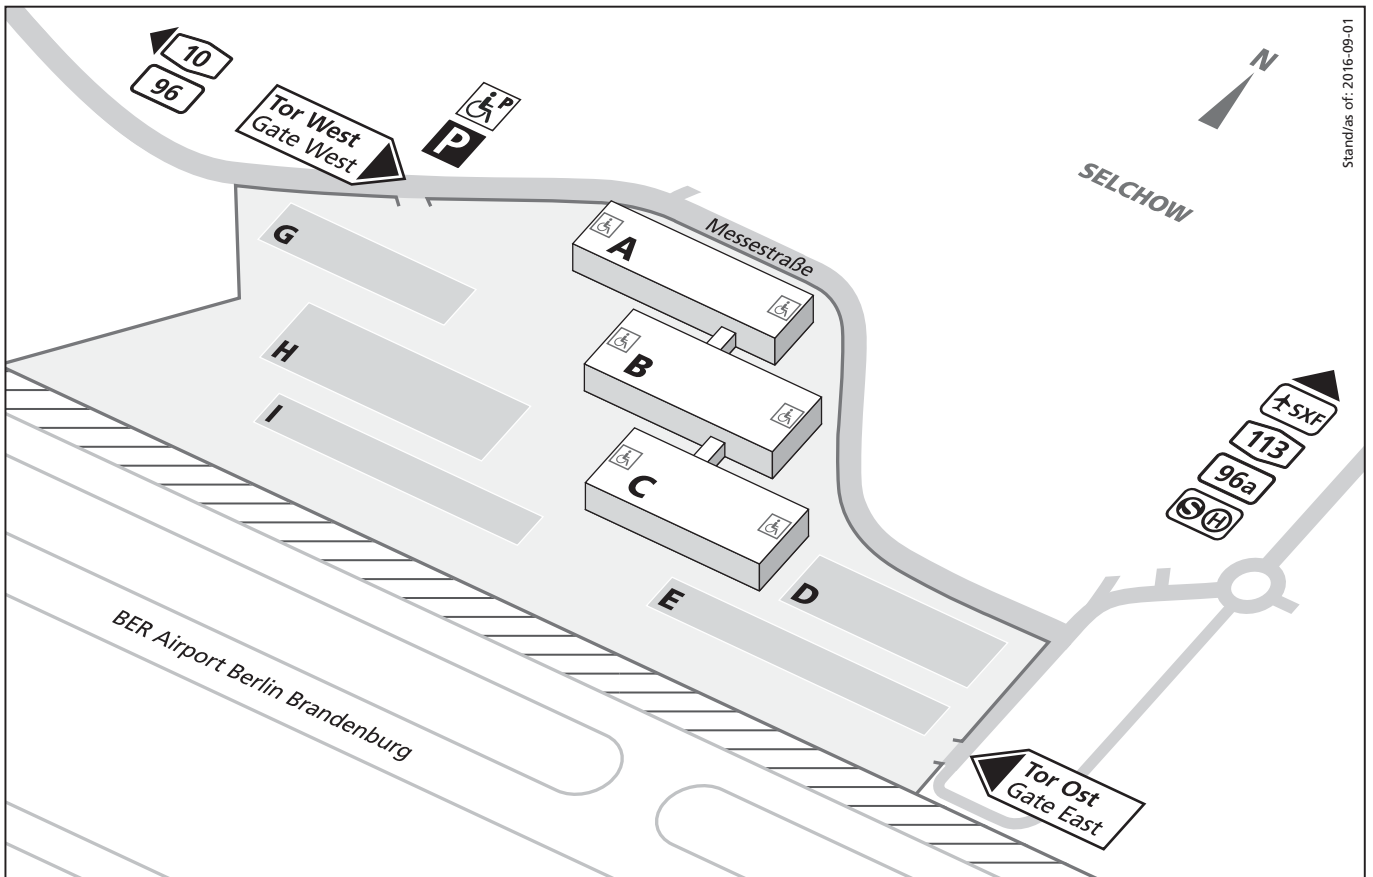 Stand/as of: 2016-09-01
10
96
Tor West
Gate West
P
P
N
SELCHOW
Messestraße
A
B
C
D
E
G
H
I
SXF
113
96a
S H
BER Airport Berlin Brandenburg
Tor Ost
Gate East